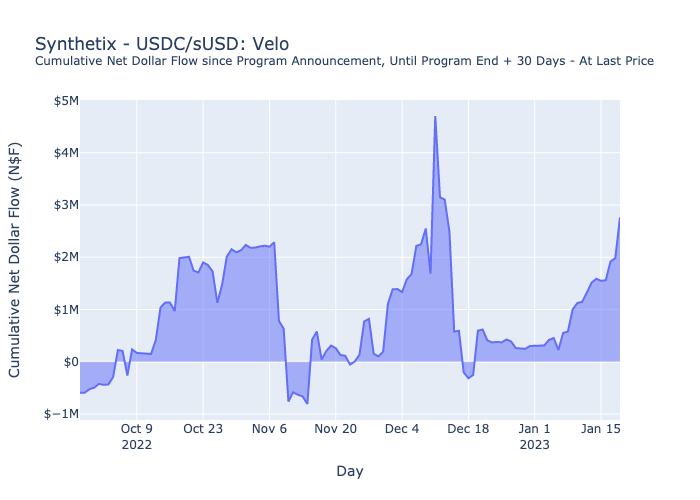 Synthetix - USDC/sUSD: Velo
Cumulative Net Dollar Flow since Program Announcement, Until Program End + 30 Days - At Last Price
Cumulative Net Dollar Flow (N$F)
$5M
$4M
$3M
$2M
$1M
$0
$−1M
Oct 9
2022
Oct 23
Nov 6
Nov 20
Dec 4
Dec 18
Jan 1
2023
Jan 15
Day